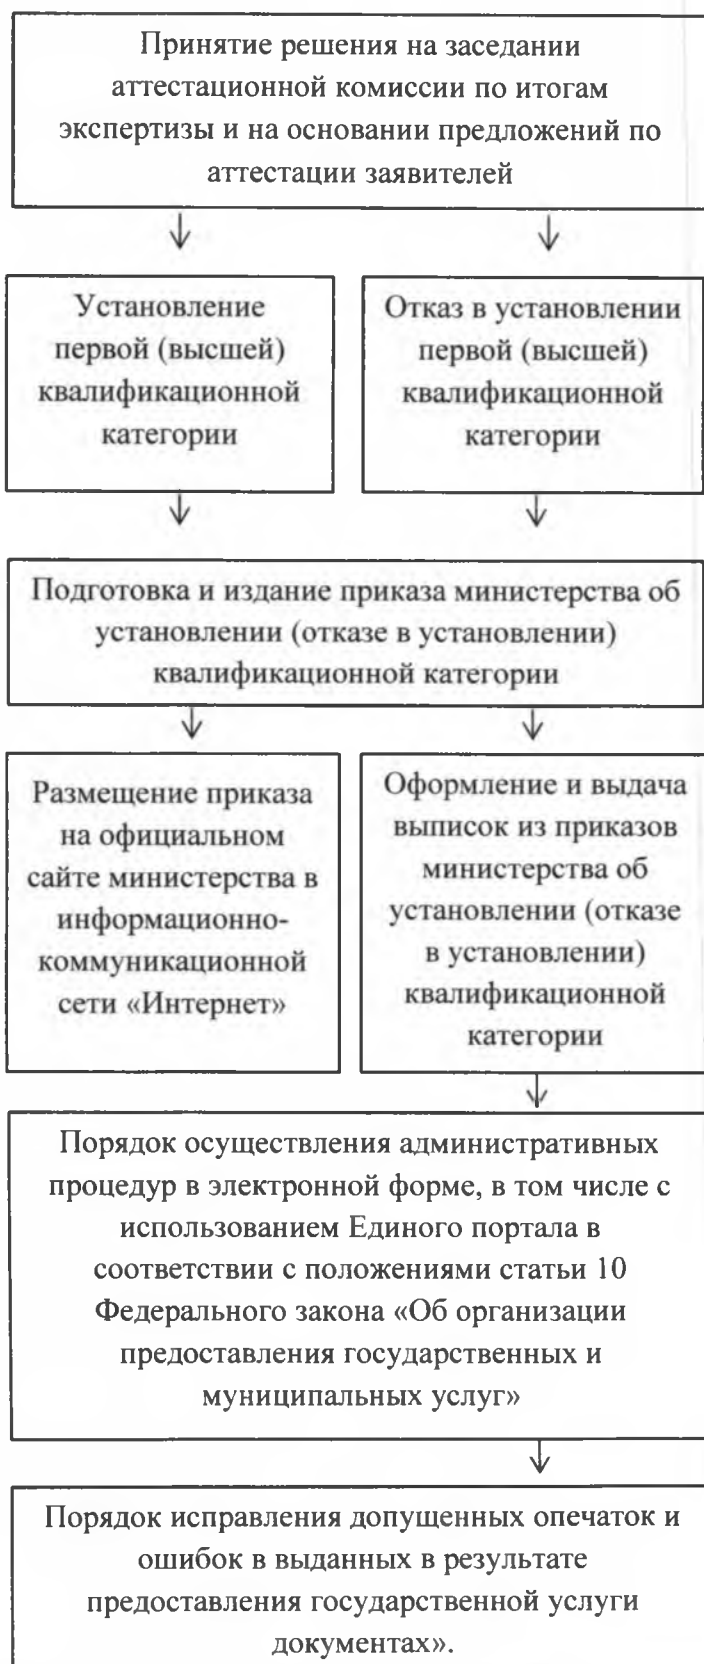 Принятие решения на заседании
аттестационной комиссии по итогам
экспертизы и на основании предложений по
аттестации заявителей
Установление
первой (высшей)
квалификационной
категории
Отказ в установлении
первой (высшей)
квалификационной
категории
Подготовка и издание приказа министерства об
установлении (отказе в установлении)
квалификационной категории
Размещение приказа
на официальном
сайте министерства в
информационно-
коммуникационной
сети «Интернет»
Оформление и выдача
выписок из приказов
министерства об
установлении (отказе
в установлении)
квалификационной
категории
Порядок осуществления административных
процедур в электронной форме, в том числе с
использованием Единого портала в
соответствии с положениями статьи 10
Федерального закона «Об организации
предоставления государственных и
муниципальных услуг»
Порядок исправления допущенных опечаток и
ошибок в выданных в результате
предоставления государственной услуги
документах».